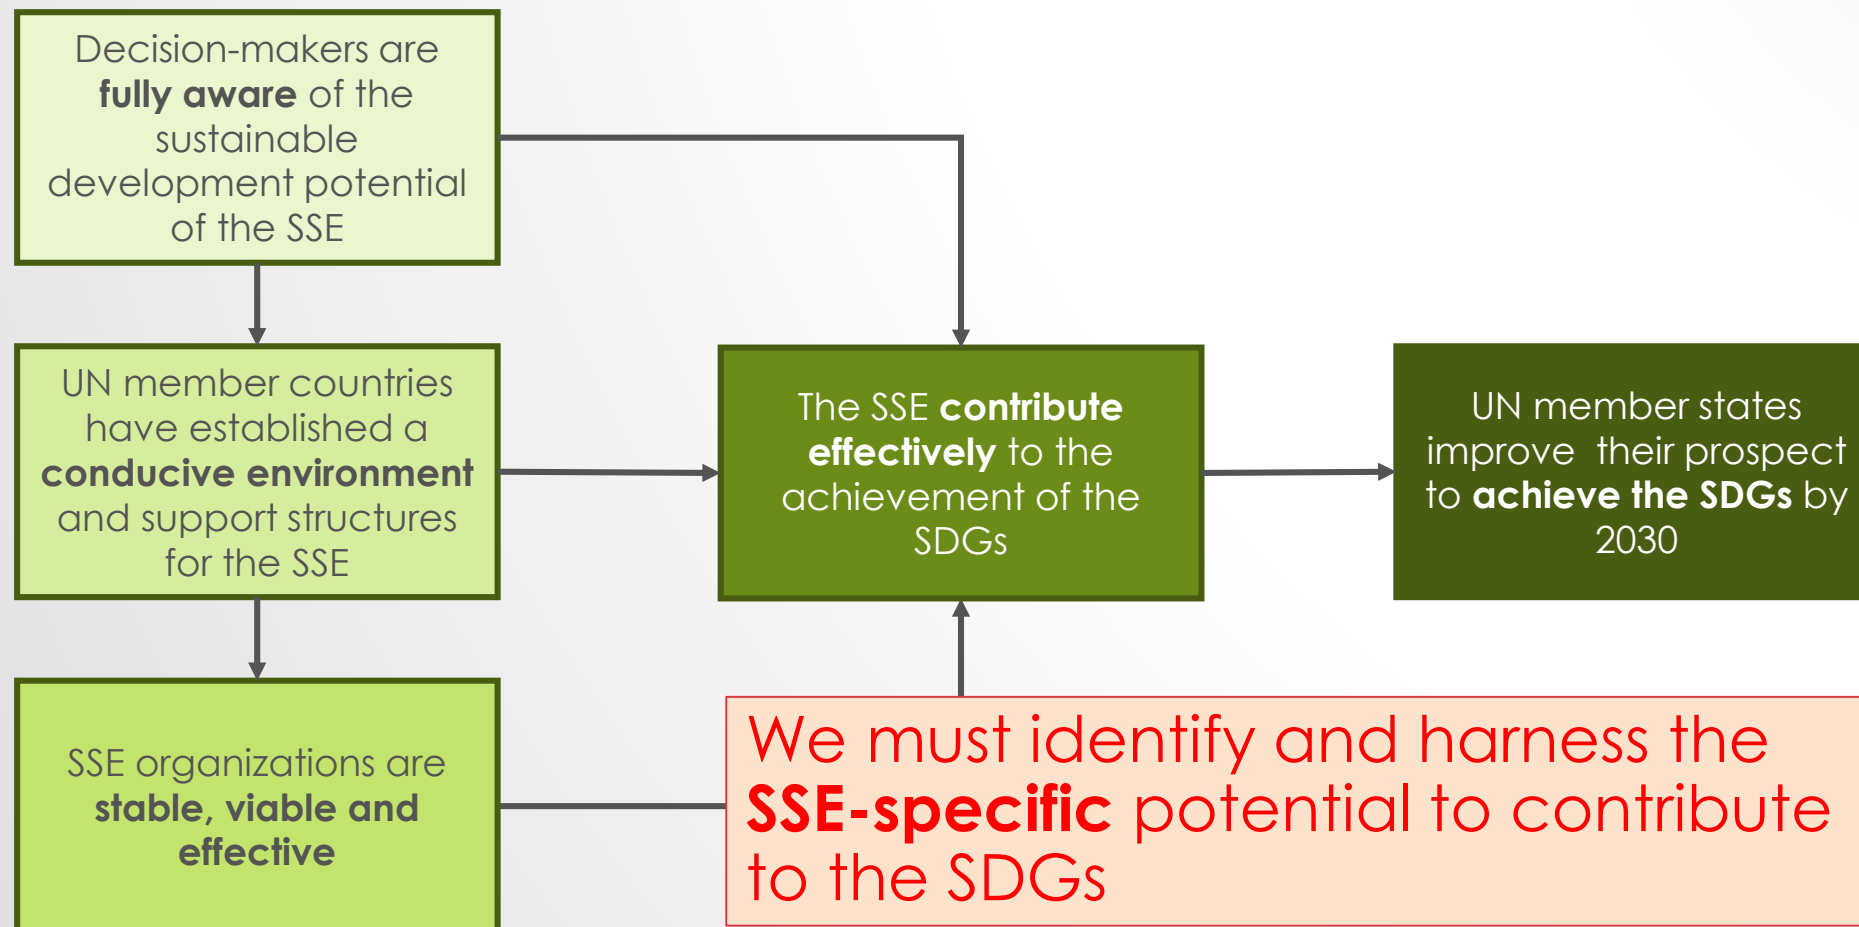 Decision-makers are
fully aware of the
sustainable
development potential
of the SSE
UN member countries
have established a
conducive environment
and support structures
for the SSE
SSE organizations are
stable, viable and
effective
The SSE contribute
effectively to the
achievement of the
SDGs
UN member states
improve their prospect
to achieve the SDGs by
2030
We must identify and harness the
SSE-specific potential to contribute
to the SDGs